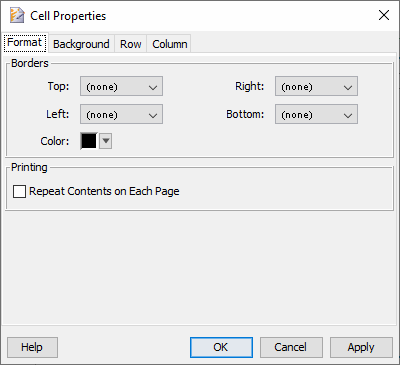 Cell Properties
Format Background Row Column
Borders
Top: (none) Right: (none)
Left: (none) Bottom: (none)
Color:
Printing
Repeat Contents on Each Page
Help OK Cancel Apply